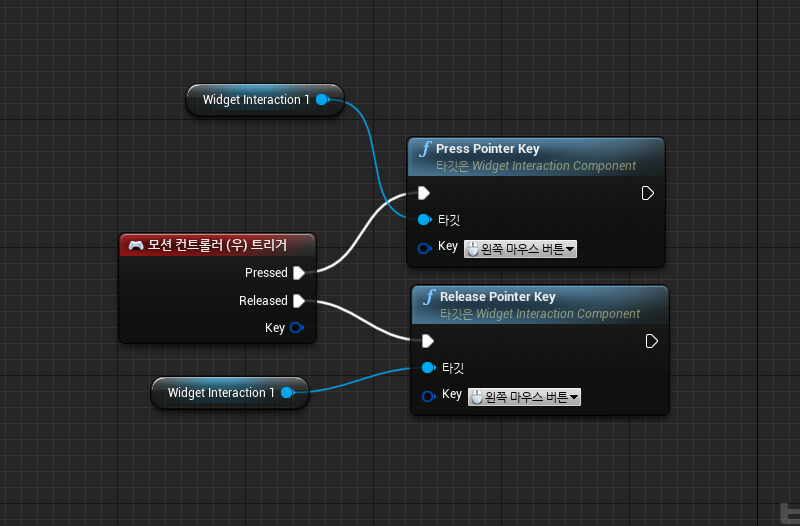 Widget Interaction 1
f Press Pointer Key
타깃은 Widget Interaction Component
타깃
Key 왼쪽 마우스 버튼
모션 컨트롤러 (우) 트리거
Pressed
Released
Key
f Release Pointer Key
타깃은 Widget Interaction Component
타깃
Key 왼쪽 마우스 버튼
Widget Interaction 1